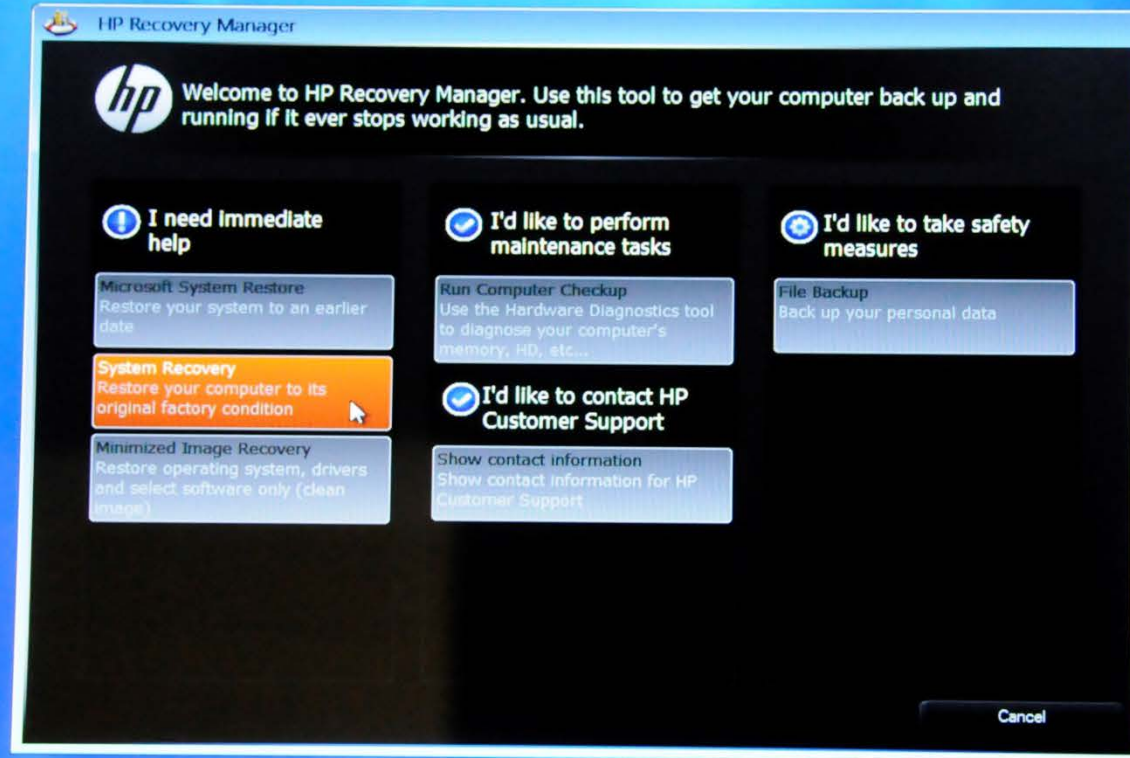 HP Recovery Manager
hp
Welcome to HP Recovery Manager. Use this tool to get your computer back up and
running if it ever stops working as usual.
I need immediate
help
Microsoft System Restore
Restore your system to an earlier
date
System Recovery
Restore your computer to its
original factory condition
Minimized Image Recovery
Restore operating system, drivers
and select software only (clean
image)
I'd like to perform
maintenance tasks
Run Computer Checkup
Use the Hardware Diagnostics tool
to diagnose your computer's
memory, HD, etc...
I'd like to contact HP
Customer Support
Show contact information
Show contact information for HP
Customer Support
I'd like to take safety
measures
File Backup
Back up your personal data
Cancel